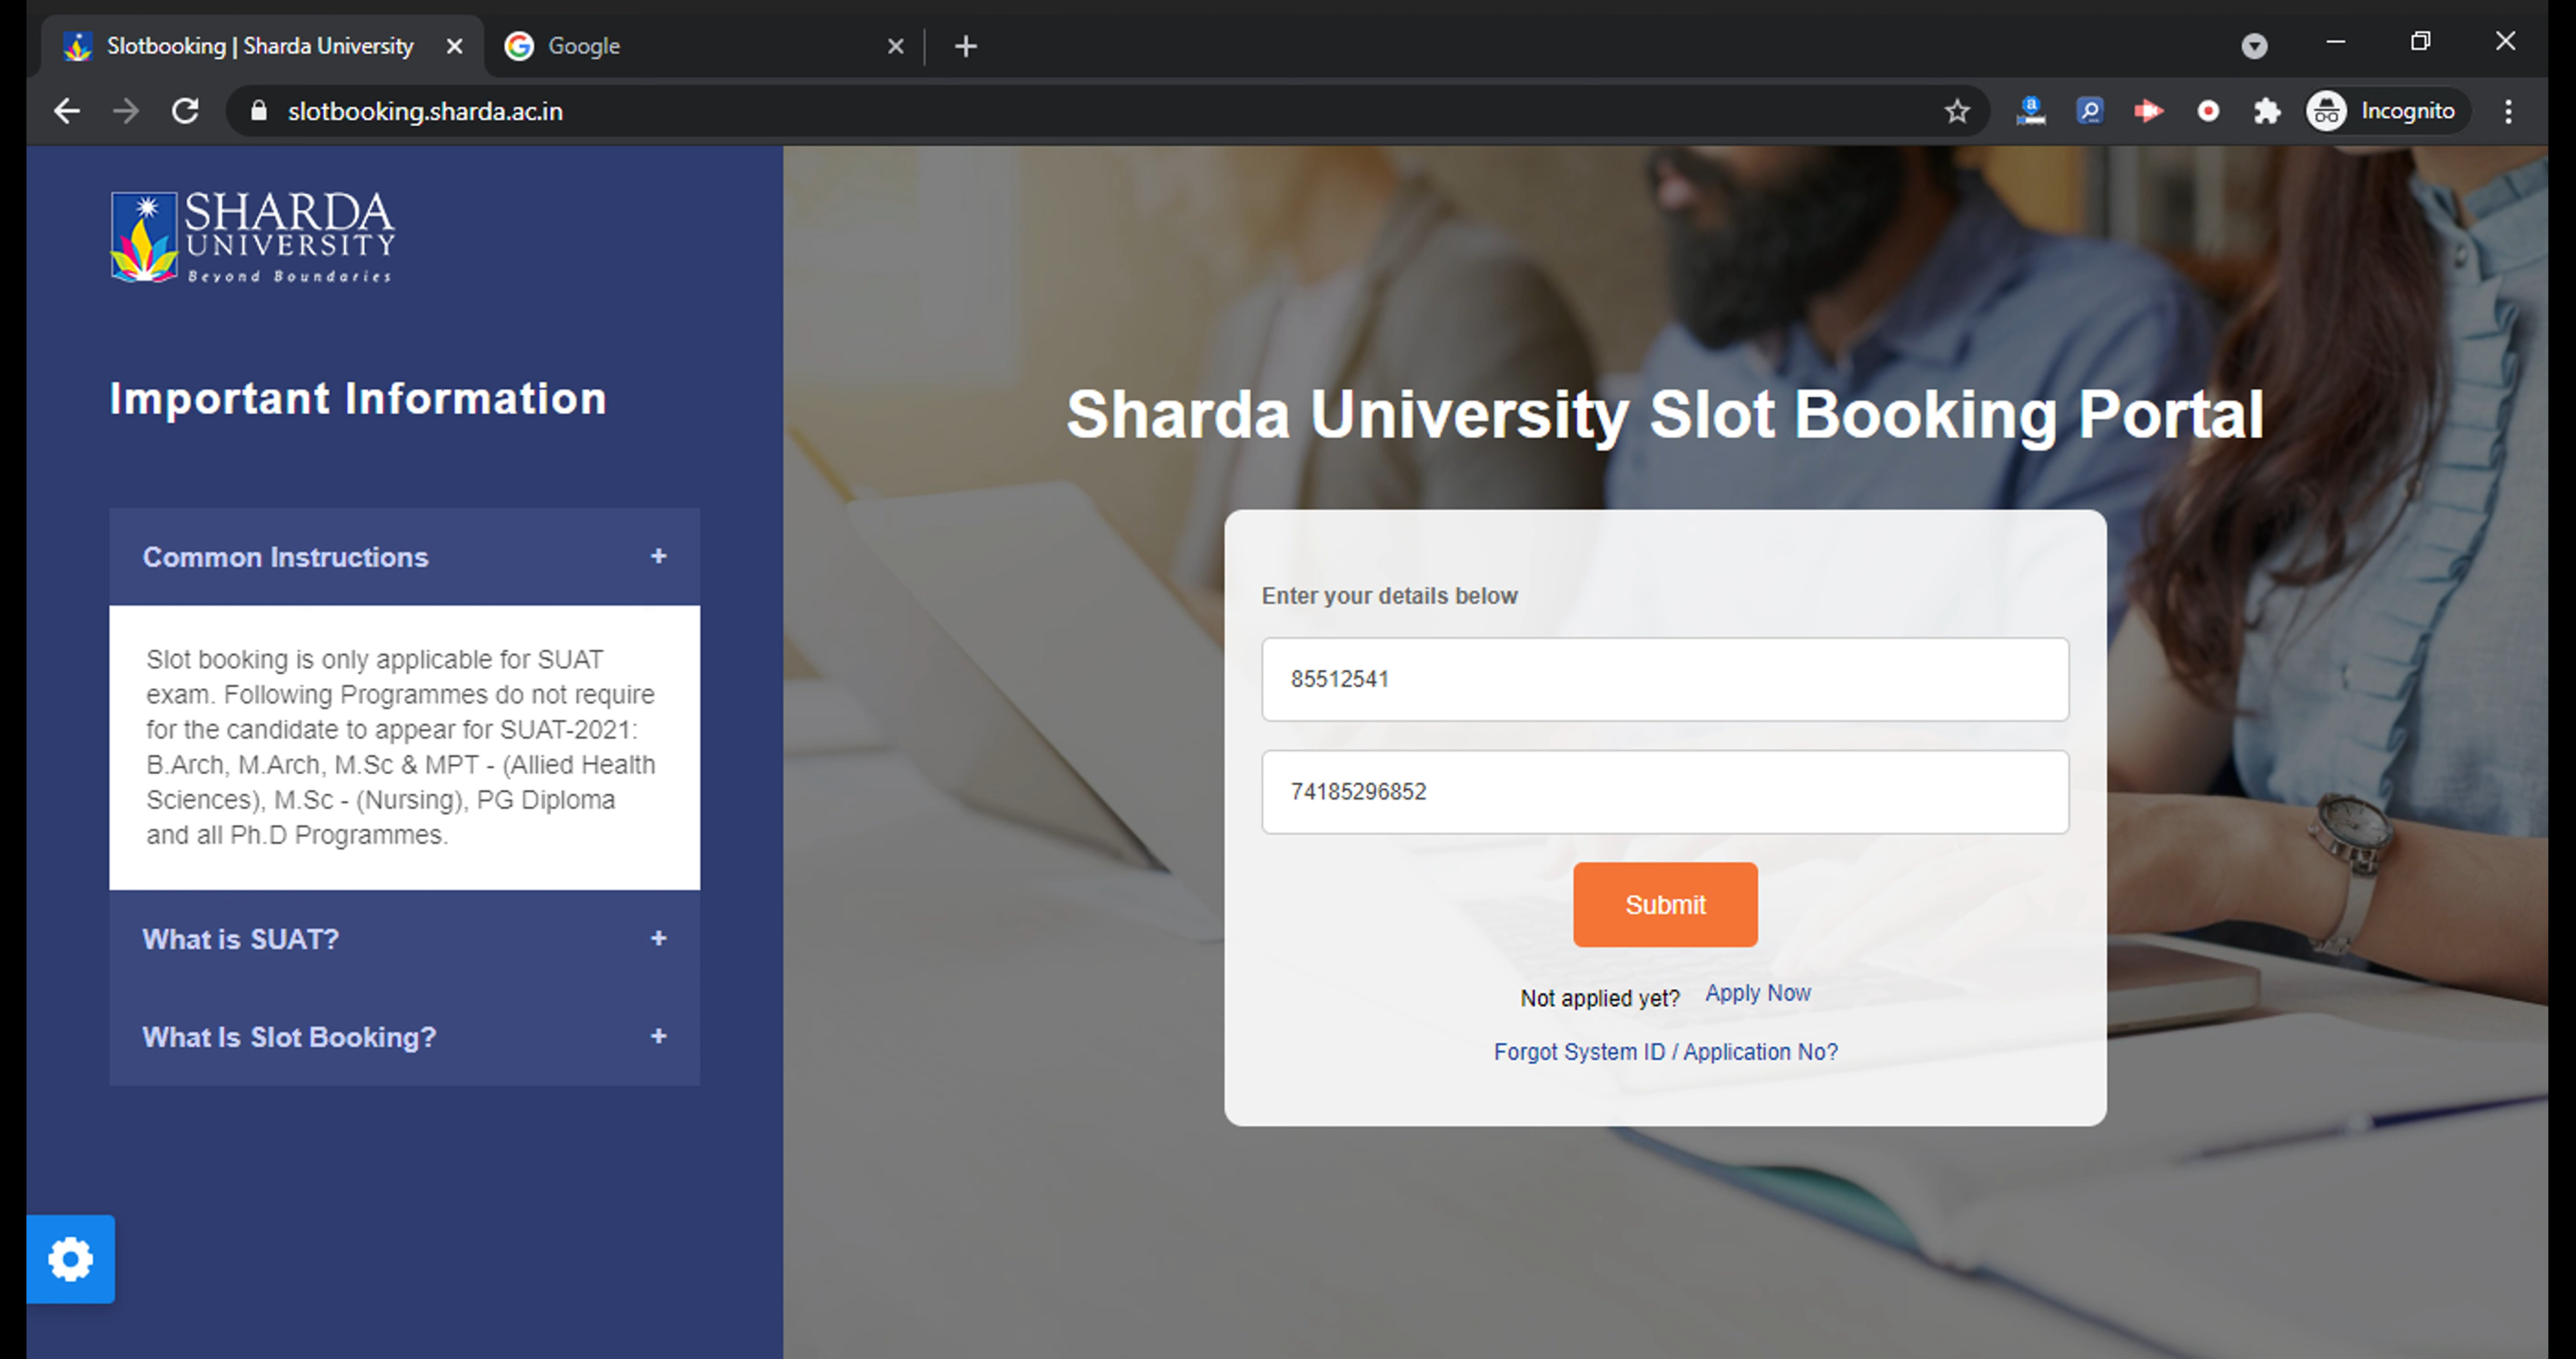 Slotbooking | Sharda University
Google
slotbooking.sharda.ac.in
Incognito
SHARDA
UNIVERSITY
Beyond Boundaries
Important Information
Common Instructions +
Slot booking is only applicable for SUAT
exam. Following Programmes do not require
for the candidate to appear for SUAT-2021:
B.Arch, M.Arch, M.Sc & MPT - (Allied Health
Sciences), M.Sc - (Nursing), PG Diploma
and all Ph.D Programmes.
What is SUAT? +
What Is Slot Booking? +
Sharda University Slot Booking Portal
Enter your details below
85512541
74185296852
Submit
Not applied yet? Apply Now
Forgot System ID / Application No?